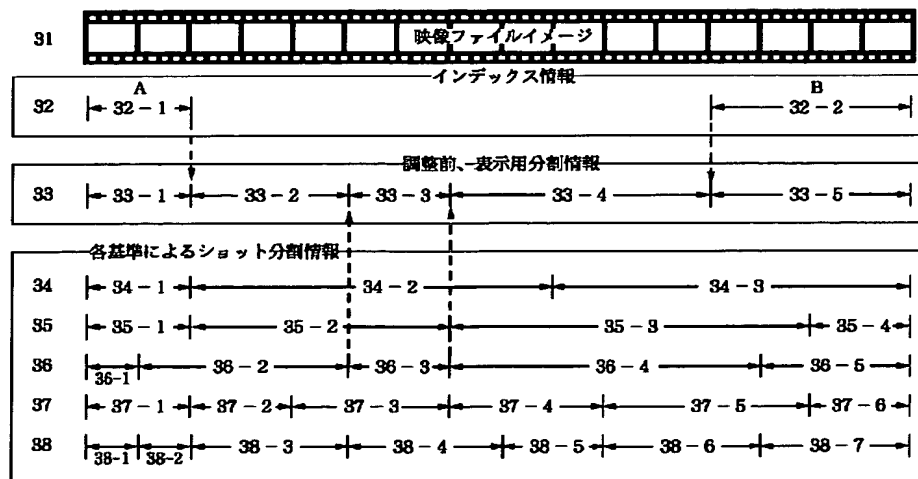 31 映像ファイルイメージ
インデックス情報
A B
32 32-1 32-2
調整前、表示用分割情報
33 33-1 33-2 33-3 33-4 33-5
各基準によるショット分割情報
34 34-1 34-2 34-3
35 35-1 35-2 35-3 35-4
36 36-1 36-2 36-3 36-4 36-5
37 37-1 37-2 37-3 37-4 37-5 37-6
38 38-1 38-2 38-3 38-4 38-5 38-6 38-7